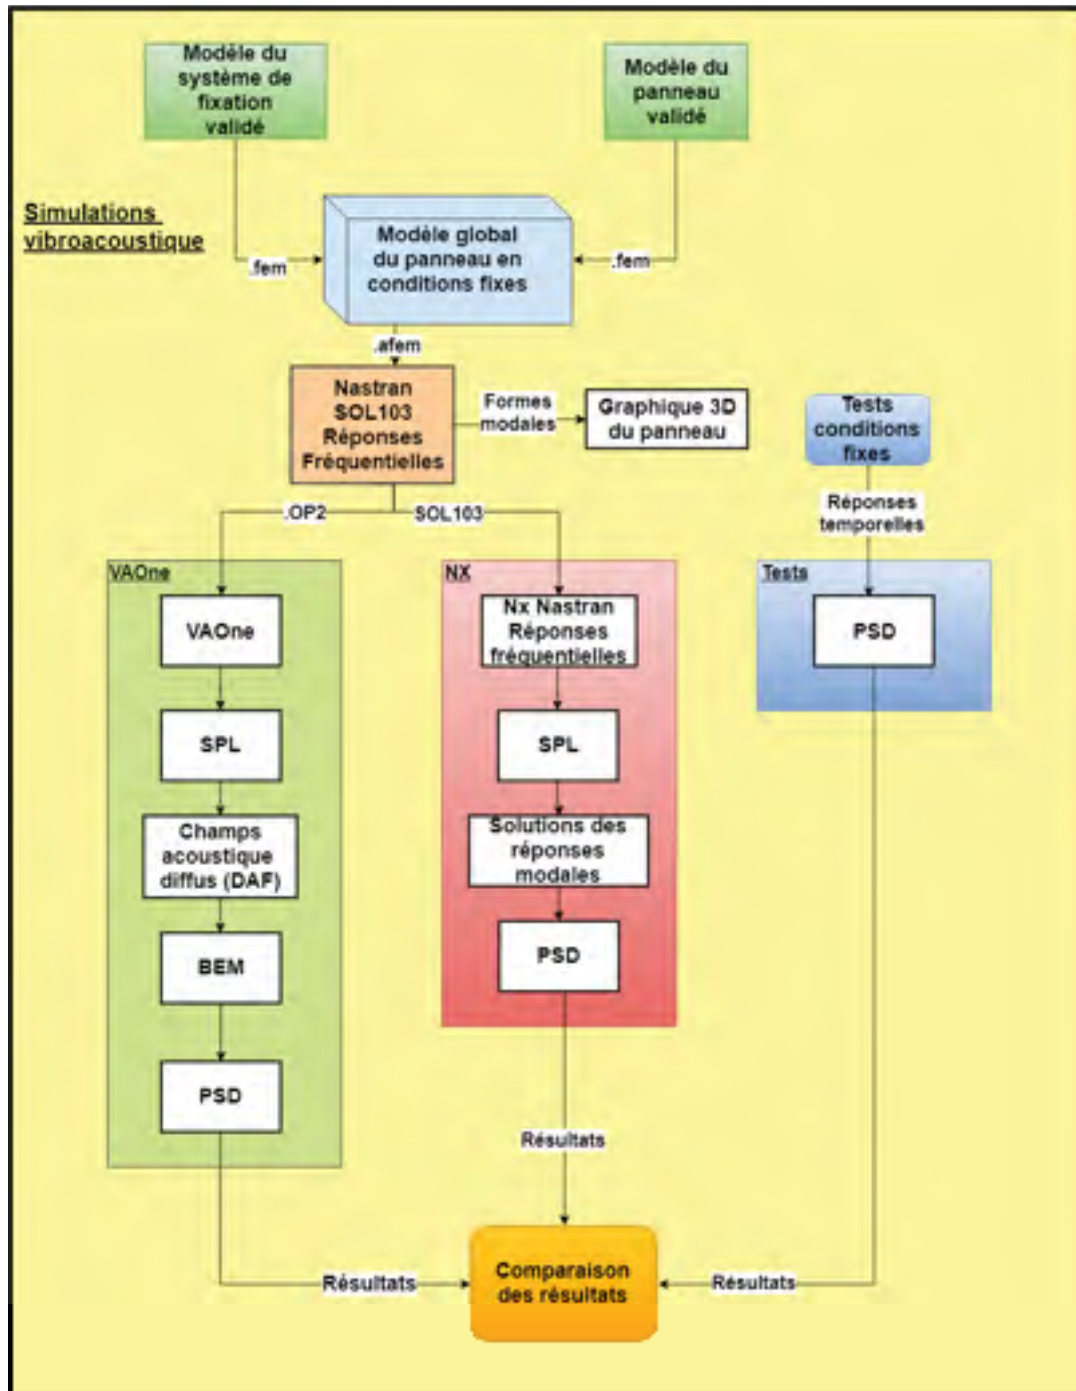 Modèle du
système de
fixation
validé
Modèle du
panneau
validé
Simulations
vibroacoustique
Modèle global
du panneau en
conditions fixes
.fem
.fem
.afem
Nastran
SOL103
Réponses
Fréquentielles
Formes
modales
Graphique 3D
du panneau
Tests
conditions
fixes
.OP2
SOL103
Réponses
temporelles
VAOne
VAOne
SPL
Champs
acoustique
diffus (DAF)
BEM
PSD
NX
Nx Nastran
Réponses
fréquentielles
SPL
Solutions des
réponses
modales
PSD
Tests
PSD
Résultats
Résultats
Comparaison
des résultats
Résultats